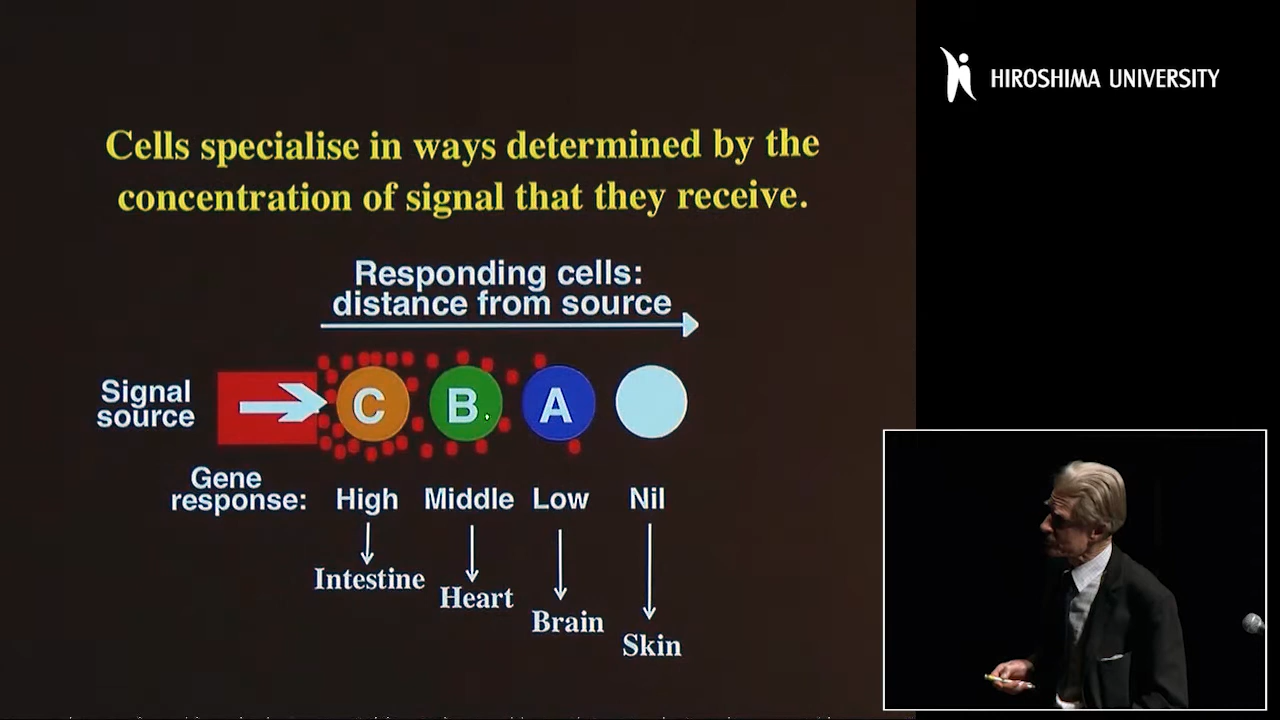 HIROSHIMA UNIVERSITY
Cells specialise in ways determined by the
concentration of signal that they receive.
Responding cells:
distance from source
Signal
source
C
B
A
Gene
response:
High
Middle
Low
Nil
Intestine
Heart
Brain
Skin